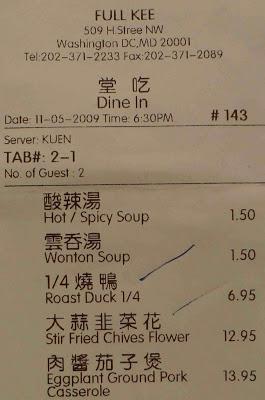 FULL KEE
509 H.Stree NW
Washington DC,MD 20001
Tel:202-371-2233 Fax:202-371-2089
堂 吃
Dine In
Date: 11-05-2009 Time: 6:30PM # 143
Server: KUEN
TAB#: 2-1
No. of Guest : 2
酸辣湯
Hot / Spicy Soup 1.50
雲吞湯
Wonton Soup 1.50
1/4 燒 鴨
Roast Duck 1/4 6.95
大 蒜 韭 菜 花
Stir Fried Chives Flower 12.95
肉 醬 茄 子 煲
Eggplant Ground Pork 13.95
Casserole